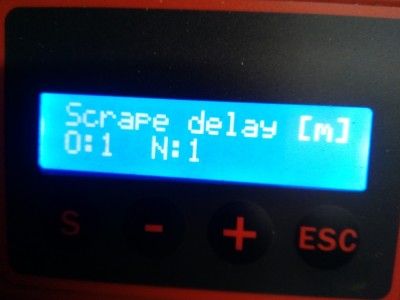 Scrape delay [m]
O:1 N:1
S - + ESC